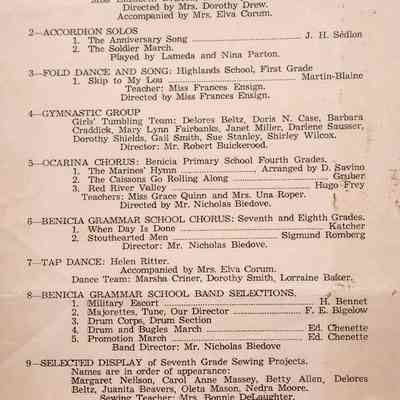 Directed by Mrs. Dorothy Drew.
Accompanied by Mrs. Elva Corum.
2—ACCORDION SOLOS
1. The Anniversary Song J. H. Sédlon
2. The Soldier March.
Played by Lameda and Nina Parton.
3—FOLD DANCE AND SONG: Highlands School, First Grade
1. Skip to My Lou Martin-Blaine
Teacher: Miss Frances Ensign.
Directed by Miss Frances Ensign.
4—GYMNASTIC GROUP
Girls' Tumbling Team: Delores Beltz, Doris N. Case, Barbara
Craddick, Mary Lynn Fairbanks, Janet Miller, Darlene Sausser,
Dorothy Shields, Gail Smith, Sue Stanley, Shirley Wilcox.
Director: Mr. Robert Buickerood.
5—OCARINA CHORUS: Benicia Primary School Fourth Grades.
1. The Marines' Hymn Arranged by D. Savino
2. The Caissons Go Rolling Along Gruber
3. Red River Valley Hugo Frey
Teachers: Miss Grace Quinn and Mrs. Una Roper.
Directed by Mr. Nicholas Biedove.
6—BENICIA GRAMMAR SCHOOL CHORUS: Seventh and Eighth Grades.
1. When Day Is Done Katcher
2. Stouthearted Men Sigmund Romberg
Director: Mr. Nicholas Biedove.
7—TAP DANCE: Helen Ritter.
Accompanied by Mrs. Elva Corum.
Dance Team: Marsha Criner, Dorothy Smith, Lorraine Baker.
8—BENICIA GRAMMAR SCHOOL BAND SELECTIONS.
1. Military Escort H. Bennet
2. Majorettes, Tune, Our Director F. E. Bigelow
3. Drum Corps, Drum Section
4. Drum and Bugles March Ed. Chenette
5. Promotion March Ed. Chenette
Band Director: Mr. Nicholas Biedove
9—SELECTED DISPLAY of Seventh Grade Sewing Projects.
Names are in order of appearance:
Margaret Neilson, Carol Anne Massey, Betty Allen, Delores
Beltz, Juanita Beavers, Oleta Mason, Nedra Moore.
Sewing Teacher: Mrs. Bonnie DeLaughter.